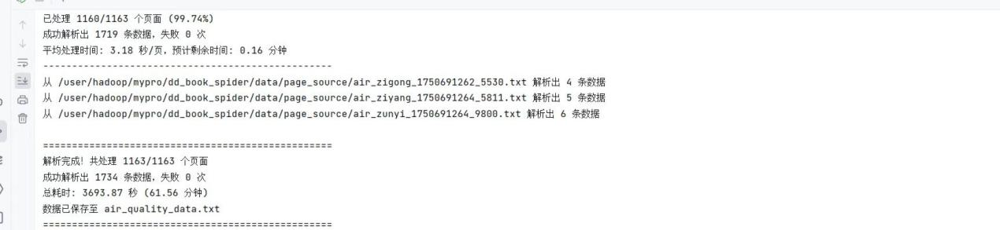 已处理 1160/1163 个页面 (99.74%)
成功解析出 1719 条数据，失败 0 次
平均处理时间: 3.18 秒/页，预计剩余时间: 0.16 分钟
--------------------------------------------------
从 /user/hadoop/mypro/dd_book_spider/data/page_source/air_zigong_1750691262_5530.txt 解析出 4 条数据
从 /user/hadoop/mypro/dd_book_spider/data/page_source/air_ziyang_1750691264_5811.txt 解析出 5 条数据
从 /user/hadoop/mypro/dd_book_spider/data/page_source/air_zunyi_1750691264_9800.txt 解析出 6 条数据
==================================================
解析完成！共处理 1163/1163 个页面
成功解析出 1734 条数据，失败 0 次
总耗时: 3693.87 秒 (61.56 分钟)
数据已保存至 air_quality_data.txt
==================================================